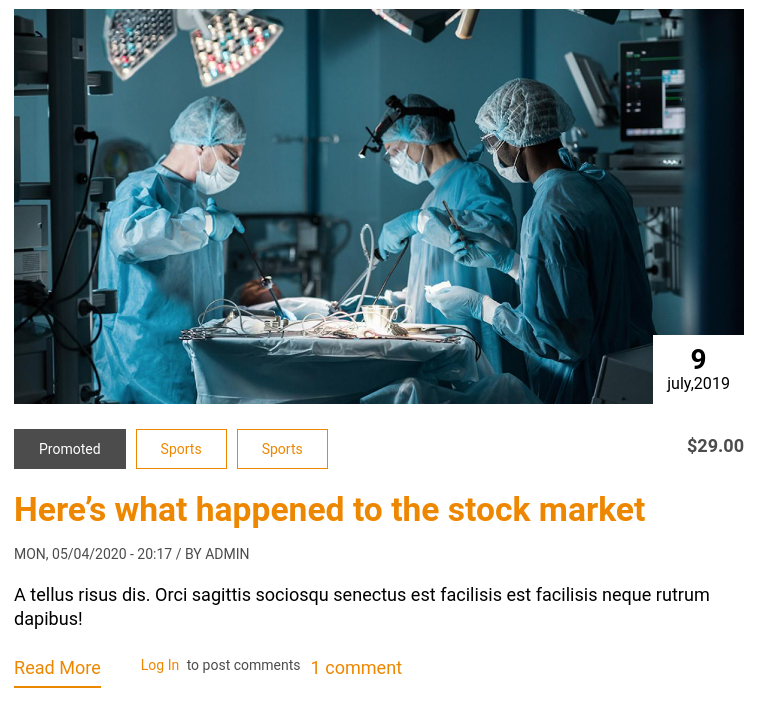 9
july,2019
Promoted
Sports
Sports
$29.00
Here’s what happened to the stock market
MON, 05/04/2020 - 20:17 / BY ADMIN
A tellus risus dis. Orci sagittis sociosqu senectus est facilisis est facilisis neque rutrum
dapibus!
Read More
Log In to post comments
1 comment